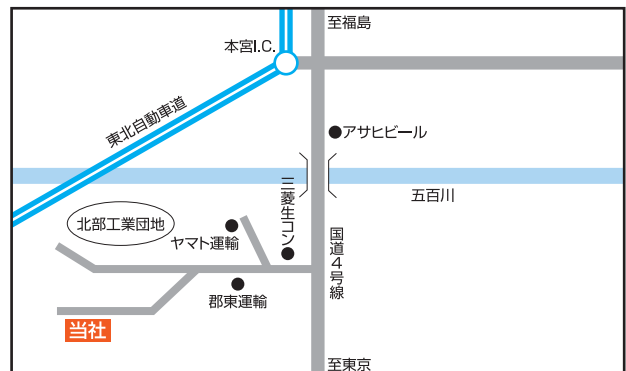 至福島
本宮I.C.
東北自動車道
アサヒビール
五百川
三菱生コン
北部工業団地
ヤマト運輸
国道4号線
郡東運輸
当社
至東京